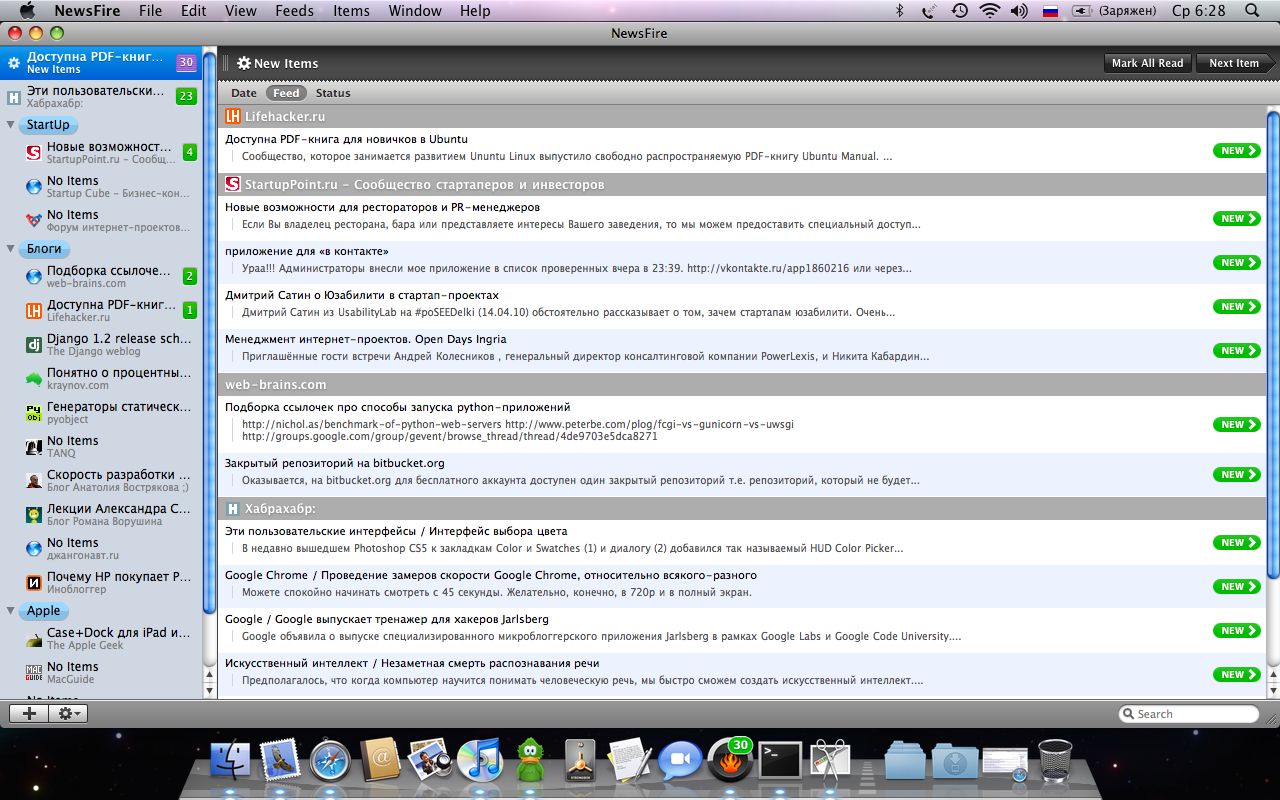 NewsFire File Edit View Feeds Items Window Help (Заряжен) Ср 6:28
NewsFire
Доступна PDF-книг... 30
New Items
Эти пользовательски... 23
Хабрахабр:
StartUp
Новые возможност... 4
StartupPoint.ru – Сообщ...
No Items
Startup Cube – Бизнес-кон...
No Items
Форум интернет-проектов...
Блоги
Подборка ссылоче... 2
web-brains.com
Доступна PDF-книг... 1
Lifehacker.ru
Django 1.2 release sch...
The Django weblog
Понятно о процентны...
kraynov.com
Генераторы статическ...
pyobject
No Items
TANQ
Скорость разработки ...
Блог Анатолия Вострякова ;)
Лекции Александра С...
Блог Романа Ворушина
No Items
джангонавт.ru
Почему HP покупает P...
Иноблоггер
Apple
Case+Dock для iPad и...
The Apple Geek
No Items
MacGuide
New Items Mark All Read Next Item
Date Feed Status
LH Lifehacker.ru
Доступна PDF-книга для новичков в Ubuntu
Сообщество, которое занимается развитием Ununtu Linux выпустило свободно распространяемую PDF-книгу Ubuntu Manual. ... NEW
StartupPoint.ru – Сообщество стартаперов и инвесторов
Новые возможности для рестораторов и PR-менеджеров
Если Вы владелец ресторана, бара или представляете интересы Вашего заведения, то мы можем предоставить специальный доступ... NEW
приложение для «в контакте»
Ураа!!! Администраторы внесли мое приложение в список проверенных вчера в 23:39. http://vkontakte.ru/app1860216 или через... NEW
Дмитрий Сатин о Юзабилити в стартап-проектах
Дмитрий Сатин из UsabilityLab на #poSEEDelki (14.04.10) обстоятельно рассказывает о том, зачем стартапам юзабилити. Очень... NEW
Менеджмент интернет-проектов. Open Days Ingria
Приглашённые гости встречи Андрей Колесников , генеральный директор консалтинговой компании PowerLexis, и Никита Кабардин... NEW
web-brains.com
Подборка ссылочек про способы запуска python-приложений
http://nichol.as/benchmark-of-python-web-servers http://www.peterbe.com/plog/fcgi-vs-gunicorn-vs-uwsgi NEW
http://groups.google.com/group/gevent/browse_thread/thread/4de9703e5dca8271
Закрытый репозиторий на bitbucket.org
Оказывается, на bitbucket.org для бесплатного аккаунта доступен один закрытый репозиторий т.е. репозиторий, который не будет... NEW
H Хабрахабр:
Эти пользовательские интерфейсы / Интерфейс выбора цвета
В недавно вышедшем Photoshop CS5 к закладкам Color и Swatches (1) и диалогу (2) добавился так называемый HUD Color Picker... NEW
Google Chrome / Проведение замеров скорости Google Chrome, относительно всякого-разного
Можете спокойно начинать смотреть с 45 секунды. Желательно, конечно, в 720p и в полный экран. NEW
Google / Google выпускает тренажер для хакеров Jarlsberg
Google объявила о выпуске специализированного микроблоггерского приложения Jarlsberg в рамках Google Labs и Google Code University.... NEW
Искусственный интеллект / Незаметная смерть распознавания речи
Предполагалось, что когда компьютер научится понимать человеческую речь, мы быстро сможем создать искусственный интеллект.... NEW
Search
30